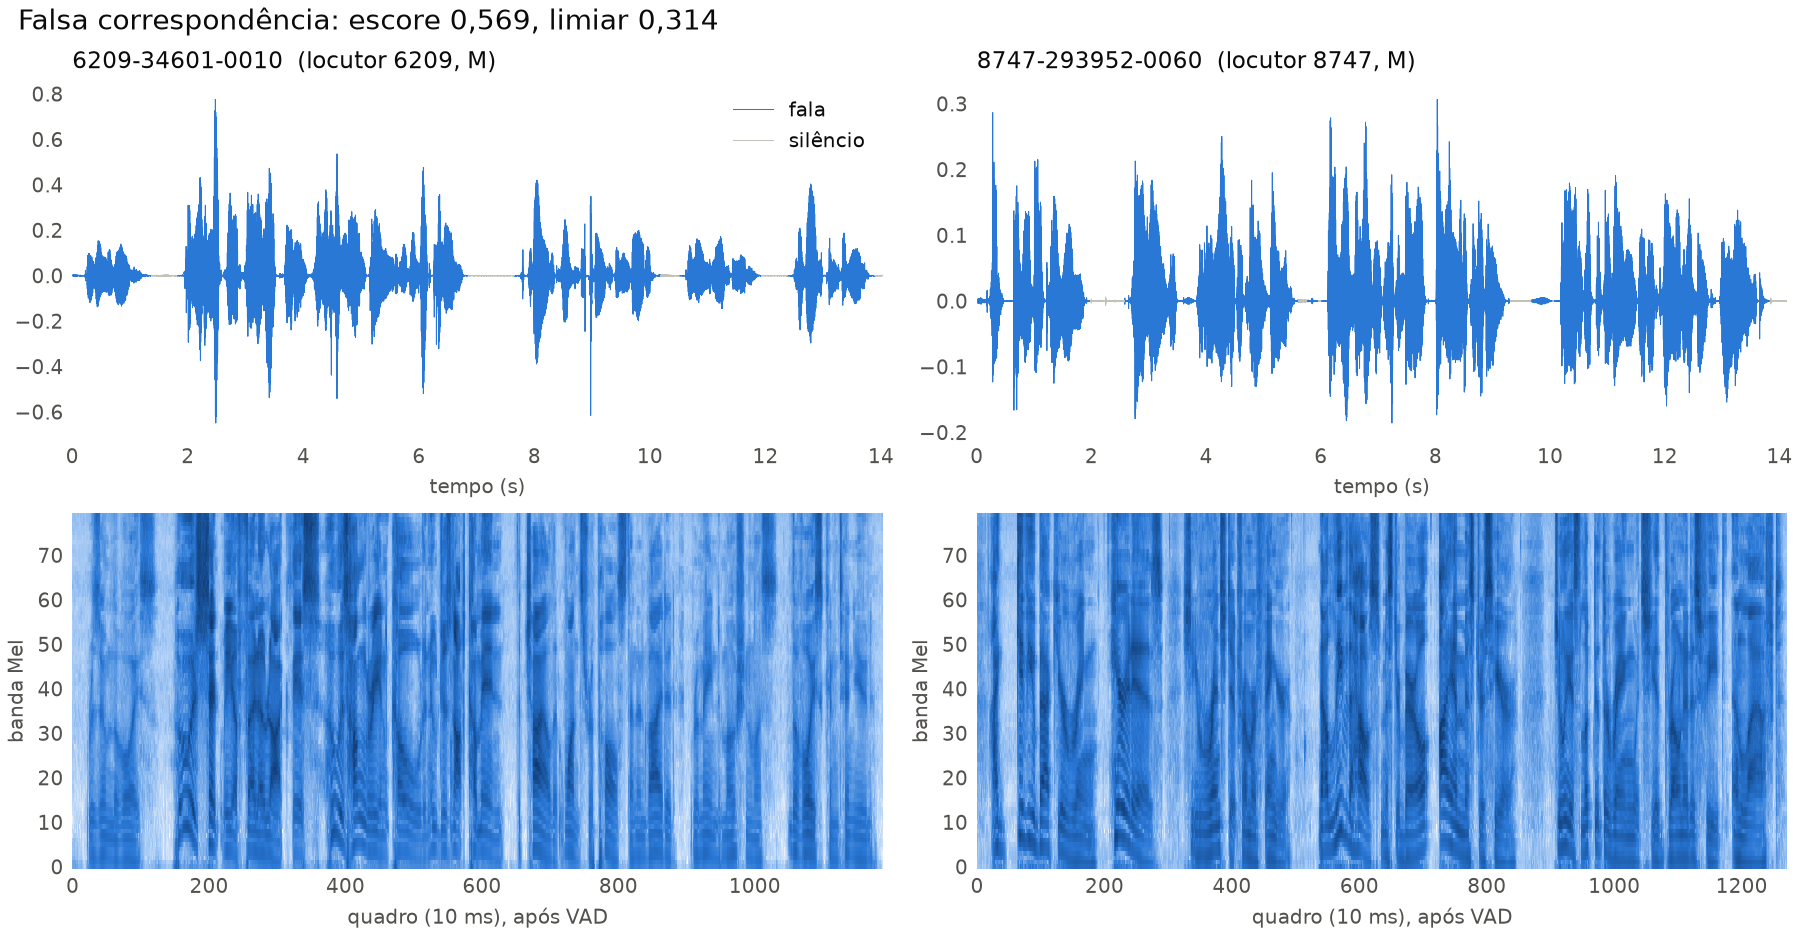 Falsa correspondência: escore 0,569, limiar 0,314
6209-34601-0010  (locutor 6209, M)
0.8
0.6
0.4
0.2
0.0
−0.2
−0.4
−0.6
fala
silêncio
0 2 4 6 8 10 12 14
tempo (s)
8747-293952-0060  (locutor 8747, M)
0.3
0.2
0.1
0.0
−0.1
−0.2
0 2 4 6 8 10 12 14
tempo (s)
banda Mel
70
60
50
40
30
20
10
0
0 200 400 600 800 1000
quadro (10 ms), após VAD
banda Mel
70
60
50
40
30
20
10
0
0 200 400 600 800 1000 1200
quadro (10 ms), após VAD